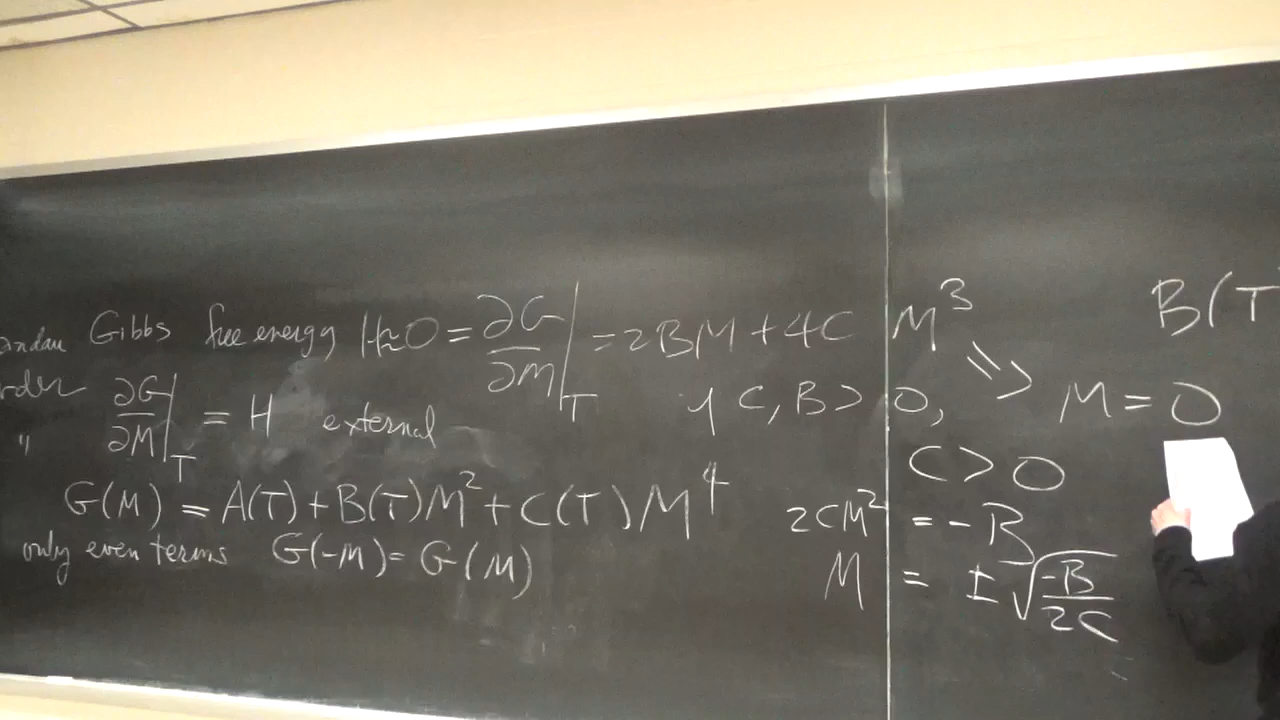 andau Gibbs free energy H=0 = ∂G/∂M|_T = 2BM + 4C M³
rder ∂G/∂M|_T = H external
" G(M) = A(T) + B(T)M² + C(T)M⁴
only even terms G(-M) = G(M)
C, B > 0, ⇒ M = 0
C > 0
2CM² = -B
M = ± √(-B/2C)
B(T